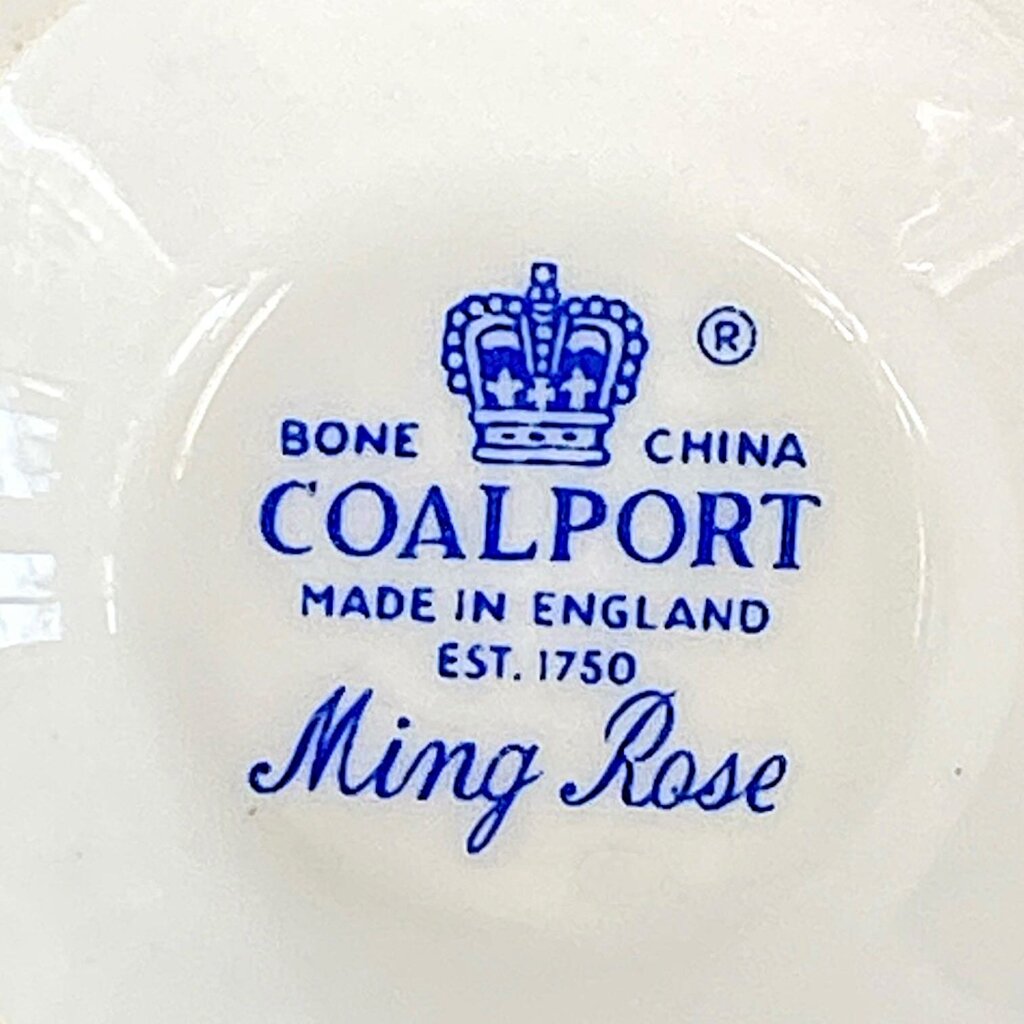 ®
BONE CHINA
COALPORT
MADE IN ENGLAND
EST. 1750
Ming Rose